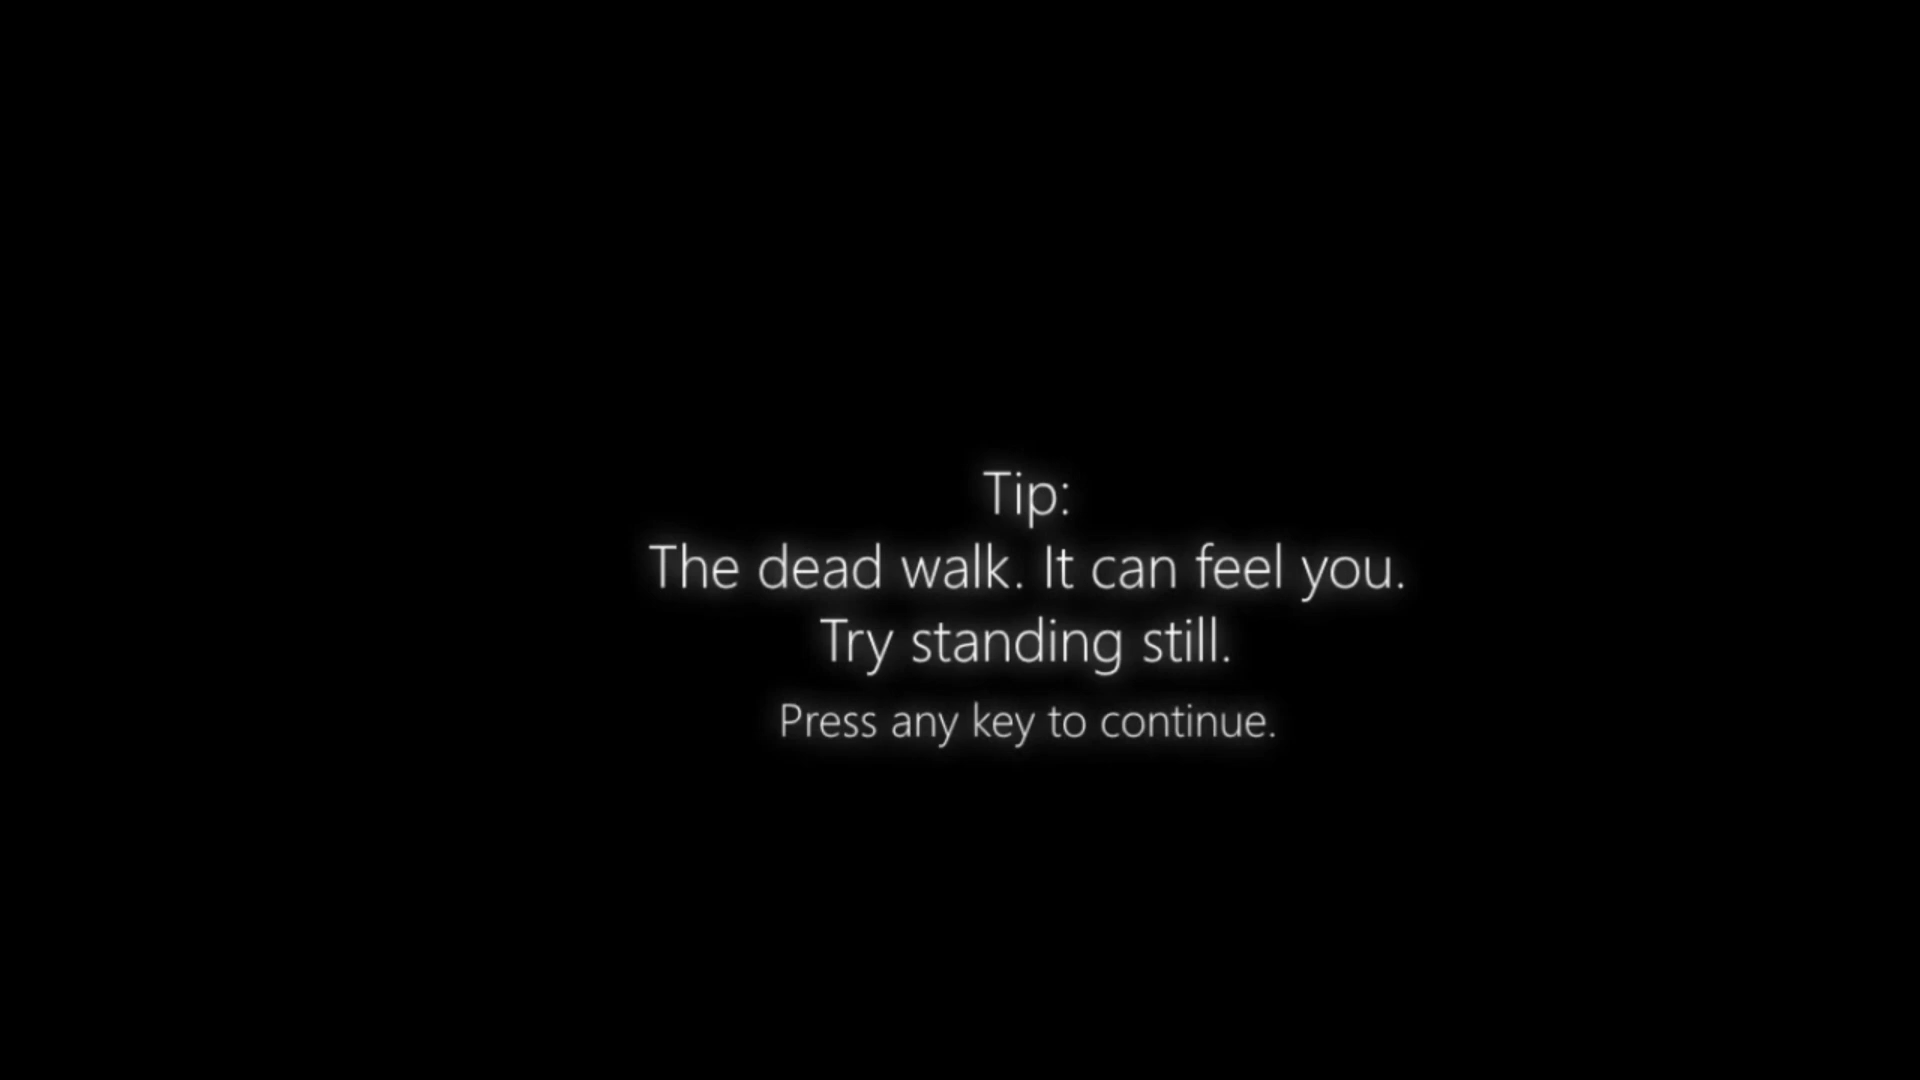 Tip:
The dead walk. It can feel you.
Try standing still.
Press any key to continue.